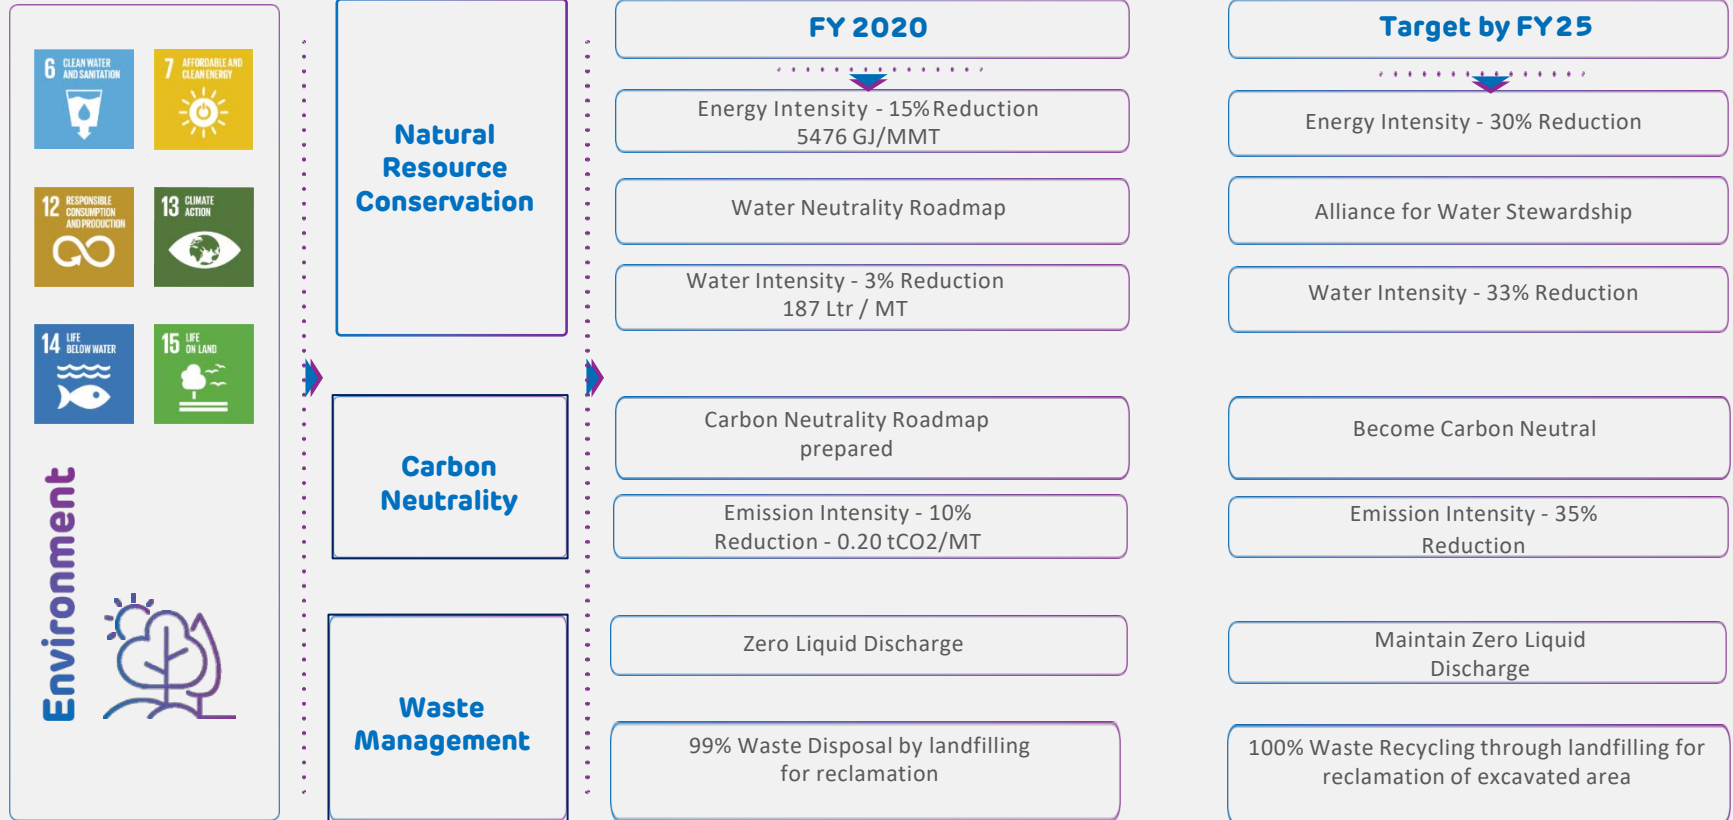 6 CLEAN WATER
AND SANITATION
7 AFFORDABLE AND
CLEAN ENERGY
12 RESPONSIBLE
CONSUMPTION
AND PRODUCTION
13 CLIMATE
ACTION
14 LIFE
BELOW WATER
15 LIFE
ON LAND
Environment
Natural
Resource
Conservation
Carbon
Neutrality
Waste
Management
FY 2020
Energy Intensity - 15% Reduction
5476 GJ/MMT
Water Neutrality Roadmap
Water Intensity - 3% Reduction
187 Ltr / MT
Carbon Neutrality Roadmap
prepared
Emission Intensity - 10%
Reduction - 0.20 tCO2/MT
Zero Liquid Discharge
99% Waste Disposal by landfilling
for reclamation
Target by FY25
Energy Intensity - 30% Reduction
Alliance for Water Stewardship
Water Intensity - 33% Reduction
Become Carbon Neutral
Emission Intensity - 35%
Reduction
Maintain Zero Liquid
Discharge
100% Waste Recycling through landfilling for
reclamation of excavated area